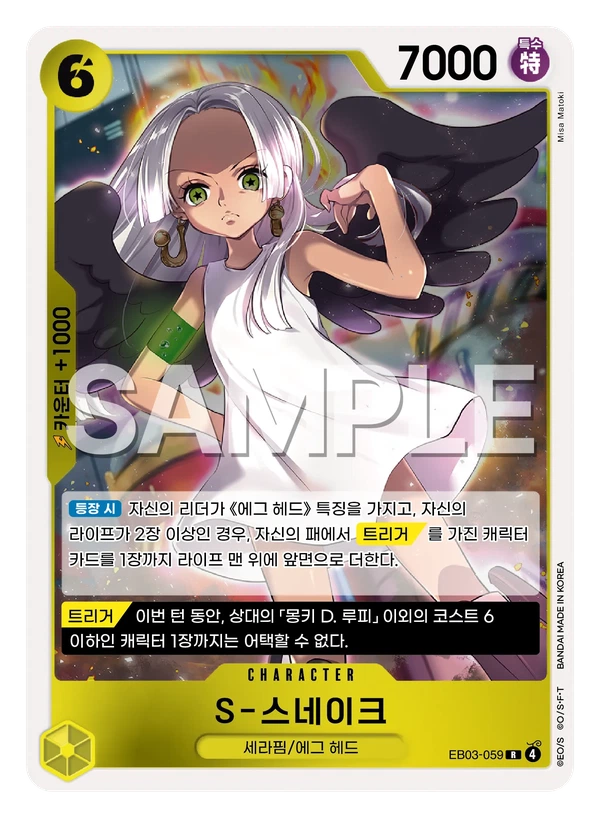 6
7000
특수
特
Misa Matoki
카운터 +1000
SAMPLE
등장 시 자신의 리더가 《에그 헤드》 특징을 가지고, 자신의
라이프가 2장 이상인 경우, 자신의 패에서 트리거 를 가진 캐릭터
카드를 1장까지 라이프 맨 위에 앞면으로 더한다.
트리거 이번 턴 동안, 상대의 「몽키 D. 루피」 이외의 코스트 6
이하인 캐릭터 1장까지는 어택할 수 없다.
CHARACTER
S-스네이크
세라핌/에그 헤드
EB03-059 R 4
©EO/S ©O/S·F·T BANDAI MADE IN KOREA